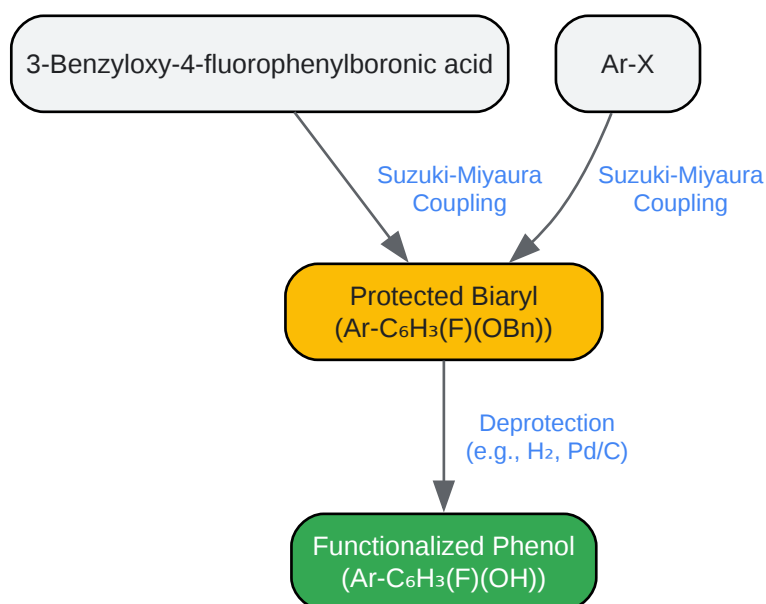 3-Benzyloxy-4-fluorophenylboronic acid
Ar-X
Suzuki-Miyaura
Coupling
Suzuki-Miyaura
Coupling
Protected Biaryl
(Ar-C₆H₃(F)(OBn))
Deprotection
(e.g., H₂, Pd/C)
Functionalized Phenol
(Ar-C₆H₃(F)(OH))